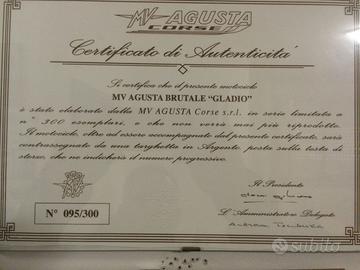 MV AGUSTA
CORSE
Certificato di Autenticità
Si certifica che il presente motociclo
MV AGUSTA BRUTALE "GLADIO"
è stato elaborato dalla MV AGUSTA Corse s.r.l. in serie limitata a
n° 300 esemplari, e che non verrà mai più riprodotto.
Il motociclo, oltre ad essere accompagnato dal presente certificato, sarà
contrassegnato da una targhetta in Argento posta sulla testa di
sterzo, che ne indicherà il numero progressivo.
Il Presidente
N° 095/300
L'Amministratore Delegato
subito